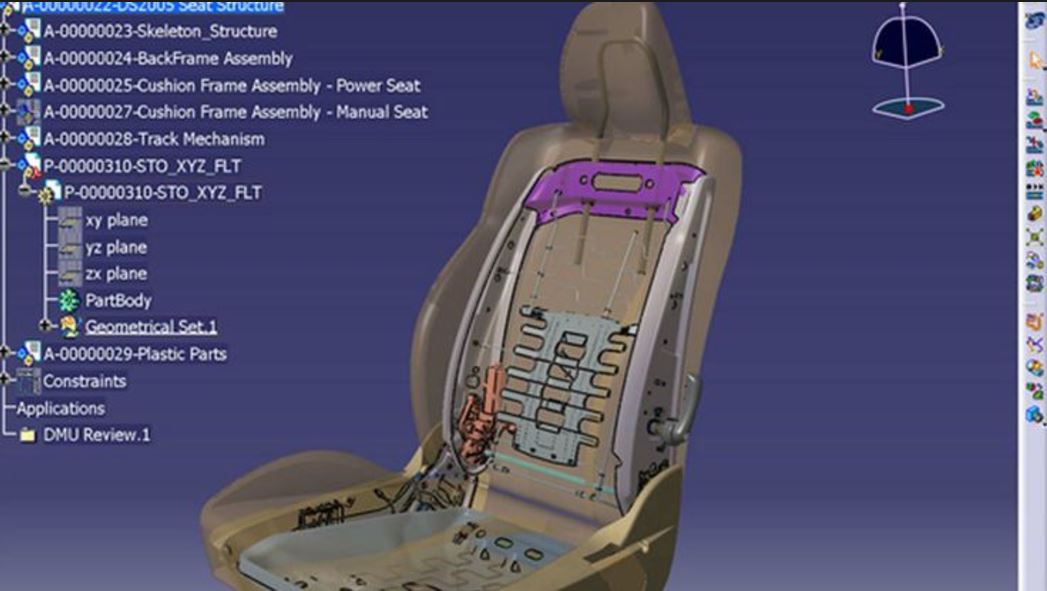 A-00000022-DS2005 Seat Structure
A-00000023-Skeleton_Structure
A-00000024-BackFrame Assembly
A-00000025-Cushion Frame Assembly - Power Seat
A-00000027-Cushion Frame Assembly - Manual Seat
A-00000028-Track Mechanism
P-00000310-STO_XYZ_FLT
P-00000310-STO_XYZ_FLT
xy plane
yz plane
zx plane
PartBody
Geometrical Set.1
A-00000029-Plastic Parts
Constraints
Applications
DMU Review.1